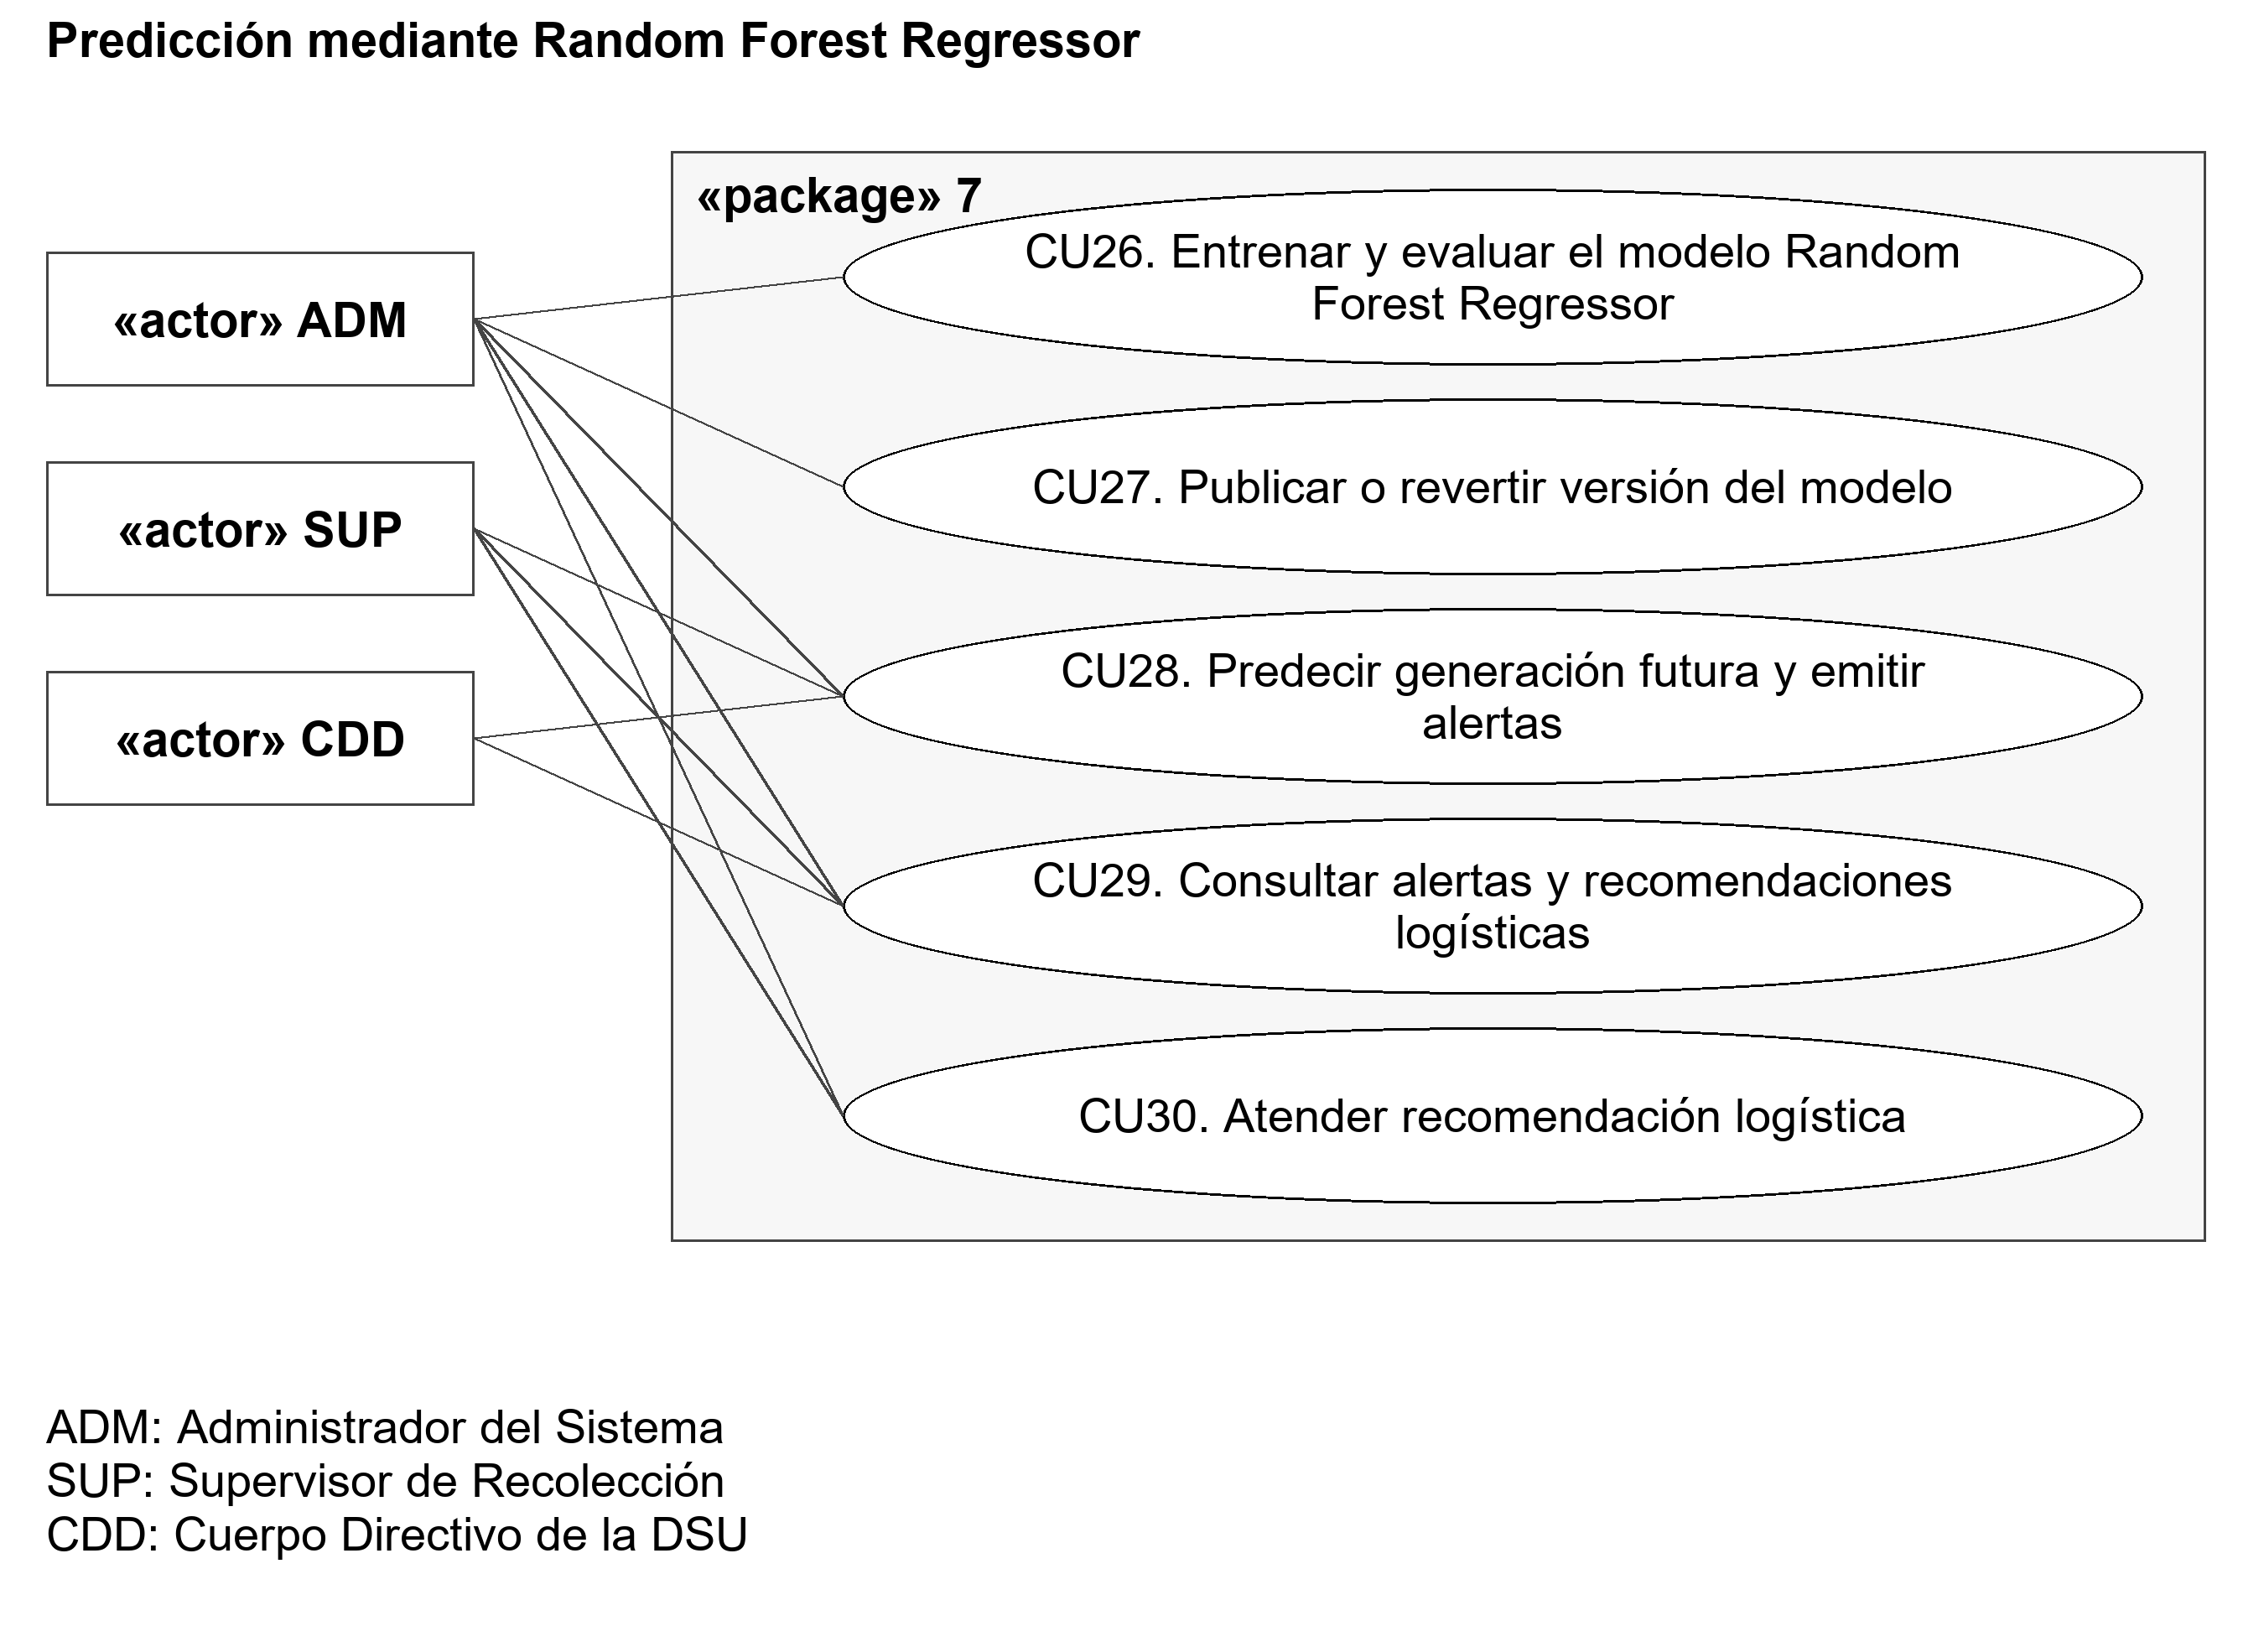 Predicción mediante Random Forest Regressor
«package» 7
CU26. Entrenar y evaluar el modelo Random
Forest Regressor
«actor» ADM
CU27. Publicar o revertir versión del modelo
«actor» SUP
CU28. Predecir generación futura y emitir
alertas
«actor» CDD
CU29. Consultar alertas y recomendaciones
logísticas
CU30. Atender recomendación logística
ADM: Administrador del Sistema
SUP: Supervisor de Recolección
CDD: Cuerpo Directivo de la DSU